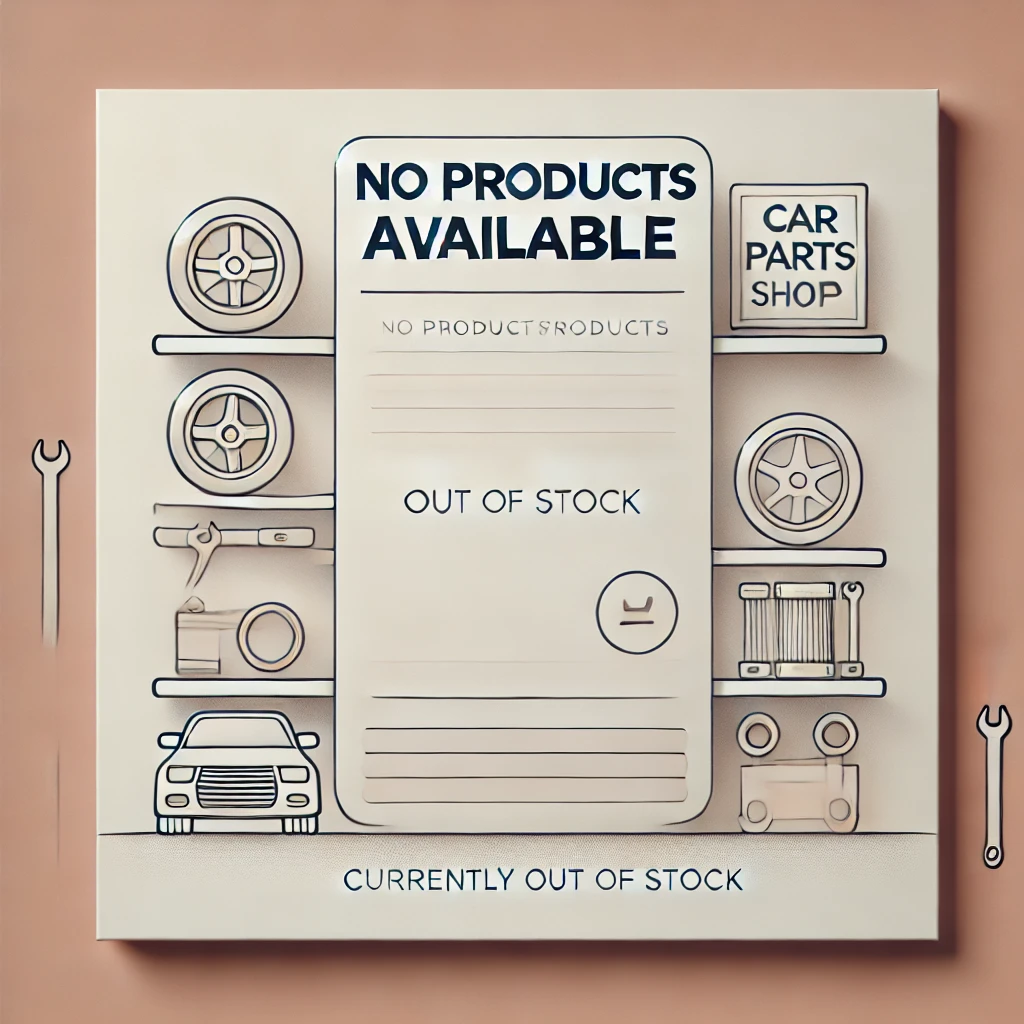 NO PRODUCTS
AVAILABLE
CAR
PARTS
SHOP
NO PRODUCTSRODUCTS
OUT OF STOCK
CURRENTLY OUT OF STOCK